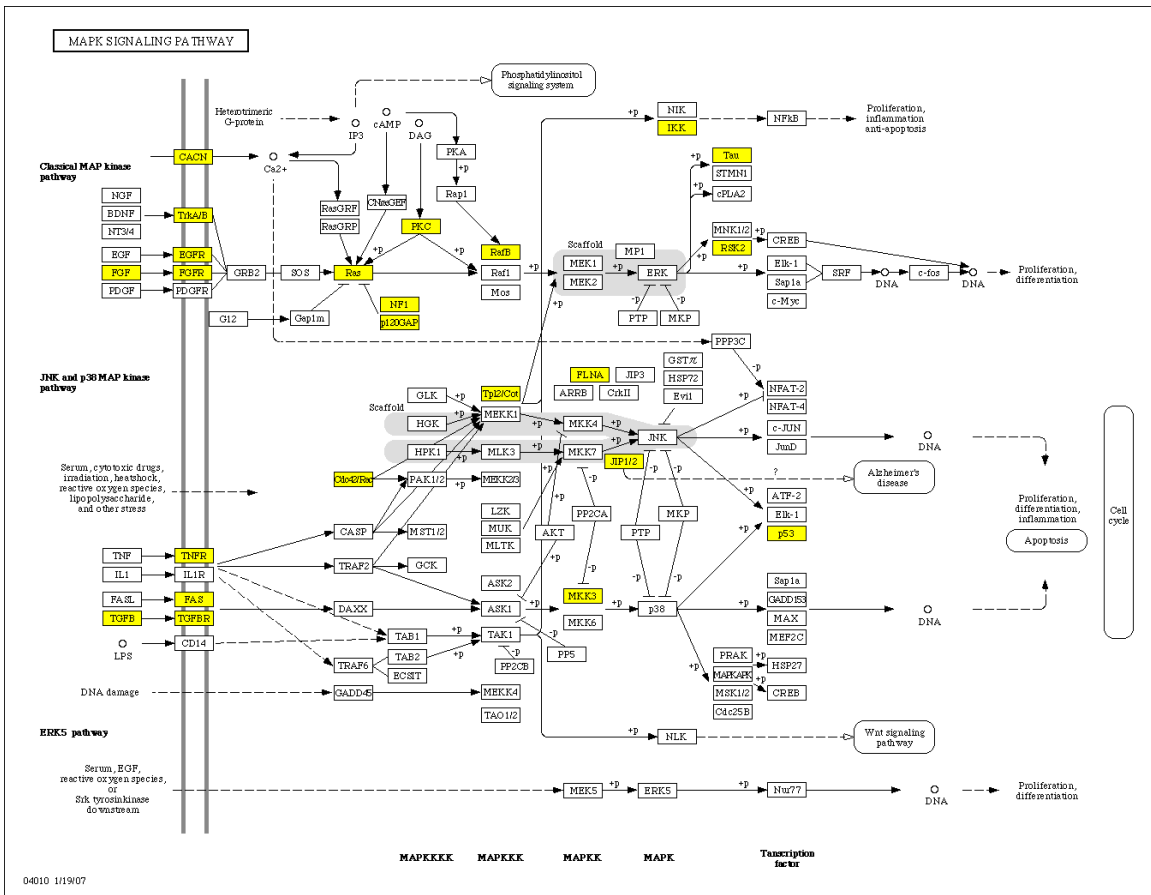 MAPK SIGNALING PATHWAY
Phosphatidylinositol
signaling system
Heterotrimeric
G-protein
IP3
cAMP
DAG
PKA
Rap1
NIK
IKK
+p
NFkB
Proliferation,
inflammation
anti-apoptosis
Classical MAP kinase
pathway
CACN
Ca2+
RasGRF
RasGRP
CNrasGEF
PKC
+p
+p
+p
Tau
STMN1
cPLA2
+p
+p
NGF
BDNF
NT3/4
TrkA/B
EGF
EGFR
FGF
FGFR
PDGF
PDGFR
GRB2
SOS
Ras
+p
RafB
Raf1
Mos
+p
+p
Scaffold
MEK1
MEK2
MP1
+p
ERK
-p
-p
PTP
MKP
+p
+p
MNK1/2
RSK2
CREB
Elk-1
Sap1a
c-Myc
SRF
DNA
c-fos
DNA
Proliferation,
differentiation
G12
Gap1m
NF1
p120GAP
PPP3C
-p
JNK and p38 MAP kinase
pathway
Scaffold
GLK
HGK
HPK1
+p
+p
+p
+p
Tpl2/Cot
MEKK1
MLK3
MEKK2/3
+p
+p
FLNA
JIP3
ARRB
CrkII
GSTπ
HSP72
Evi1
MKK4
MKK7
+p
+p
JNK
JIP1/2
NFAT-2
NFAT-4
c-JUN
JunD
+p
DNA
?
Alzheimer's
disease
Serum, cytotoxic drugs,
irradiation, heatshock,
reactive oxygen species,
lipopolysaccharide,
and other stress
Cdc42/Rac
PAK1/2
LZK
MUK
MLTK
AKT
PP2CA
-p
PTP
MKP
-p
-p
-p
-p
+p
+p
ATF-2
Elk-1
p53
Proliferation,
differentiation,
inflammation
Apoptosis
Cell
cycle
CASP
MST1/2
TRAF2
GCK
TNF
TNFR
IL1
IL1R
FASL
FAS
TGFB
TGFBR
LPS
CD14
DAXX
ASK2
ASK1
+p
+p
+p
MKK3
MKK6
+p
p38
+p
Sap1a
GADD153
MAX
MEF2C
DNA
TAB1
TAB2
ECSIT
TRAF6
+p
+p
TAK1
+p
-p
-p
PP2CB
PP5
+p
PRAK
MAPKAPK
MSK1/2
Cdc25B
+p
+p
HSP27
CREB
DNA damage
GADD45
MEKK4
TAO1/2
ERK5 pathway
+p
NLK
Wnt signaling
pathway
Serum, EGF,
reactive oxygen species,
or
Srk tyrosinkinase
downstream
MEK5
+p
ERK5
+p
Nur77
DNA
Proliferation,
differentiation
MAPKKKK
MAPKKK
MAPKK
MAPK
Tanscription
factor
04010 1/19/07